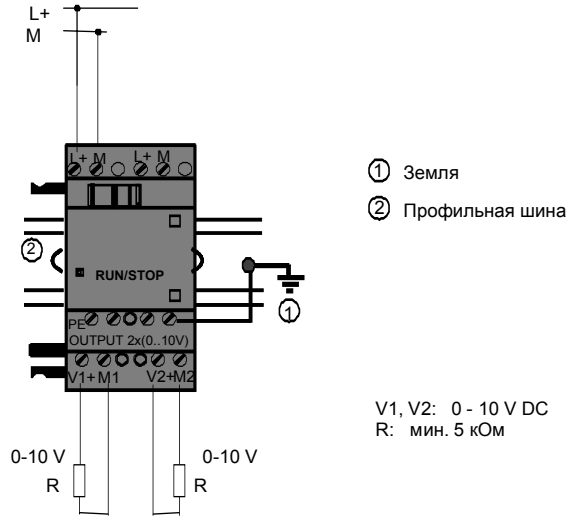 L+
M
L+ M L+ M
① Земля
② Профильная шина
②
RUN/STOP
①
PE
OUTPUT 2x(0..10V)
V1+ M1 V2+ M2
V1, V2: 0 - 10 V DC
R: мин. 5 кОм
0-10 V 0-10 V
R R